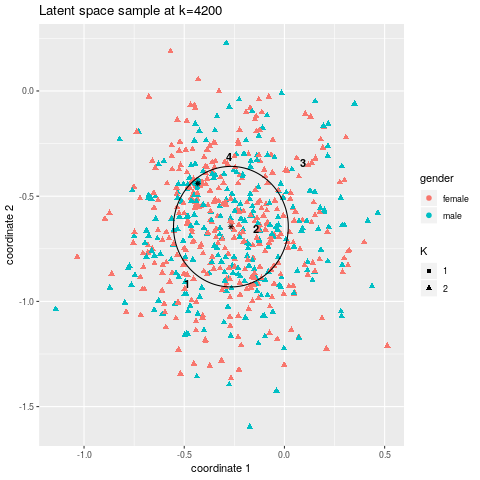 Latent space sample at k=4200
0.0
-0.5
-1.0
-1.5
coordinate 2
4
3
2
1
-1.0
-0.5
0.0
0.5
coordinate 1
gender
female
male
K
1
2